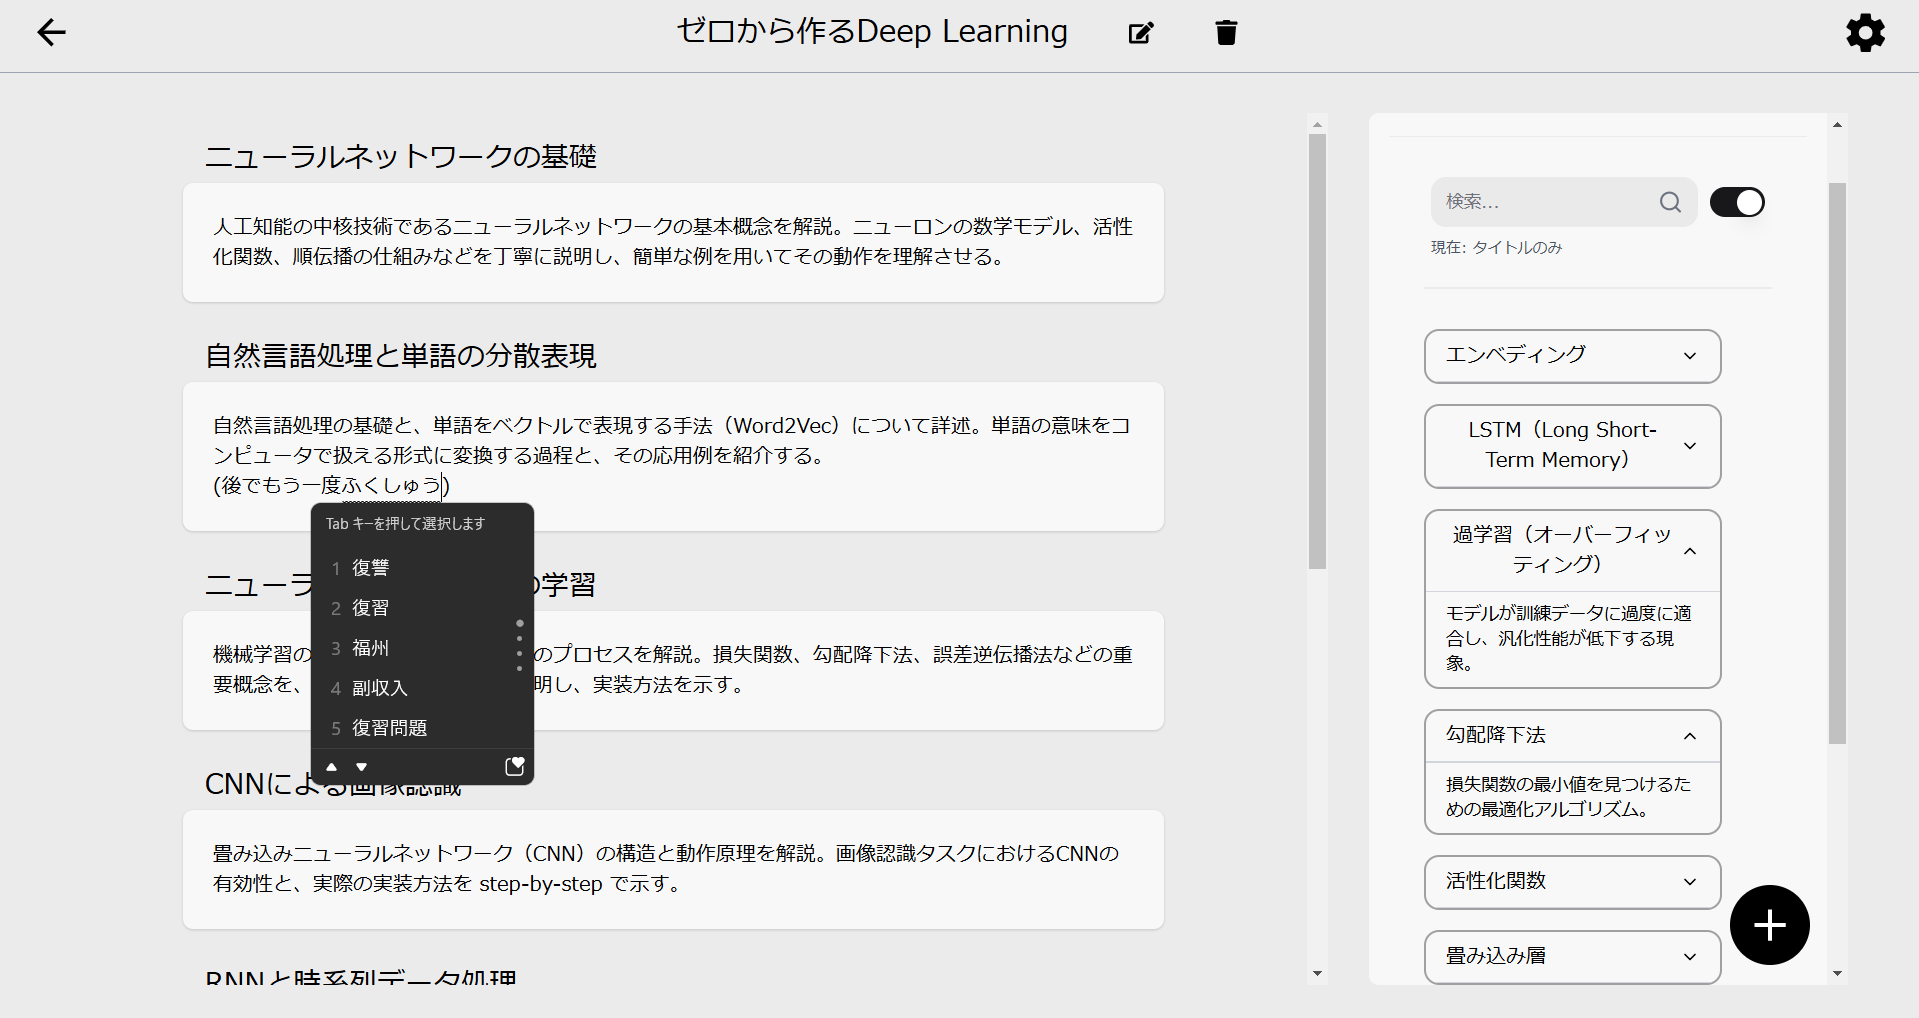 ゼロから作るDeep Learning
ニューラルネットワークの基礎
人工知能の中核技術であるニューラルネットワークの基本概念を解説。ニューロンの数学モデル、活性
化関数、順伝播の仕組みなどを丁寧に説明し、簡単な例を用いてその動作を理解させる。
自然言語処理と単語の分散表現
自然言語処理の基礎と、単語をベクトルで表現する手法（Word2Vec）について詳述。単語の意味をコ
ンピュータで扱える形式に変換する過程と、その応用例を紹介する。
(後でもう一度ふくしゅう)
Tab キーを押して選択します
1 復讐
2 復習
3 福州
4 副収入
5 復習問題
ニューラ
の学習
機械学習の
のプロセスを解説。損失関数、勾配降下法、誤差逆伝播法などの重
要概念を、
明し、実装方法を示す。
CNNによる画像認識
畳み込みニューラルネットワーク（CNN）の構造と動作原理を解説。画像認識タスクにおけるCNNの
有効性と、実際の実装方法を step-by-step で示す。
RNNと時系列データ処理
検索...
現在: タイトルのみ
エンベディング
LSTM（Long Short-
Term Memory）
過学習（オーバーフィッ
ティング）
モデルが訓練データに過度に適
合し、汎化性能が低下する現
象。
勾配降下法
損失関数の最小値を見つけるた
めの最適化アルゴリズム。
活性化関数
畳み込み層